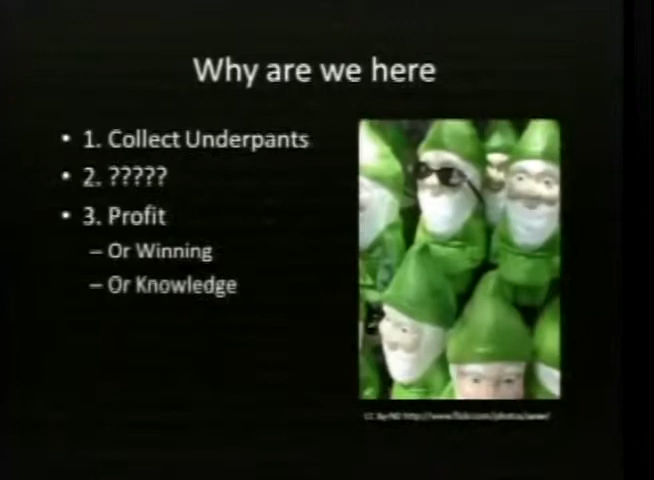 Why are we here
• 1. Collect Underpants
• 2. ?????
• 3. Profit
– Or Winning
– Or Knowledge